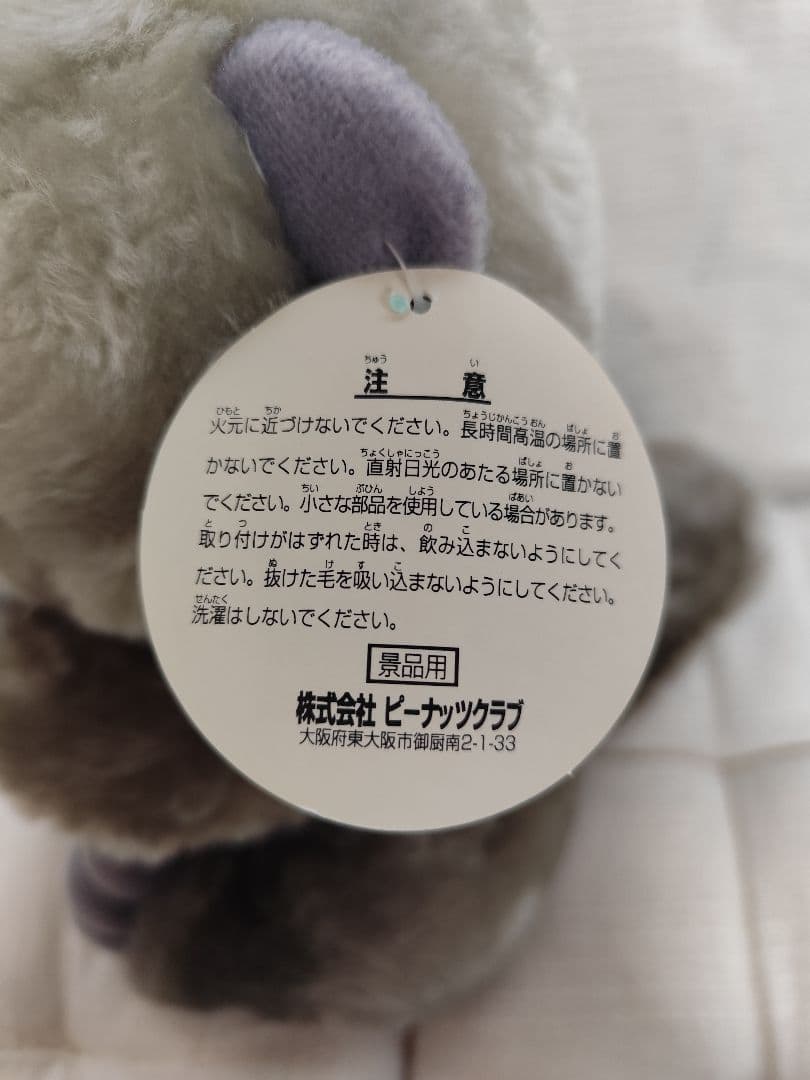 注意
火元に近づけないでください。長時間高温の場所に置
かないでください。直射日光のあたる場所に置かない
でください。小さな部品を使用している場合があります。
取り付けがはずれた時は、飲み込まないようにしてく
ださい。抜けた毛を吸い込まないようにしてください。
洗濯はしないでください。
景品用
株式会社 ピーナッツクラブ
大阪府東大阪市御厨南2-1-33